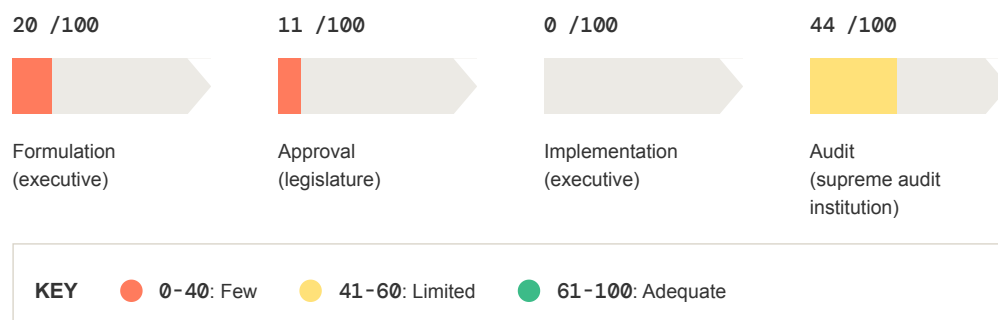 20 /100
11 /100
0 /100
44 /100
Formulation
(executive)
Approval
(legislature)
Implementation
(executive)
Audit
(supreme audit
institution)
KEY
0-40: Few
41-60: Limited
61-100: Adequate